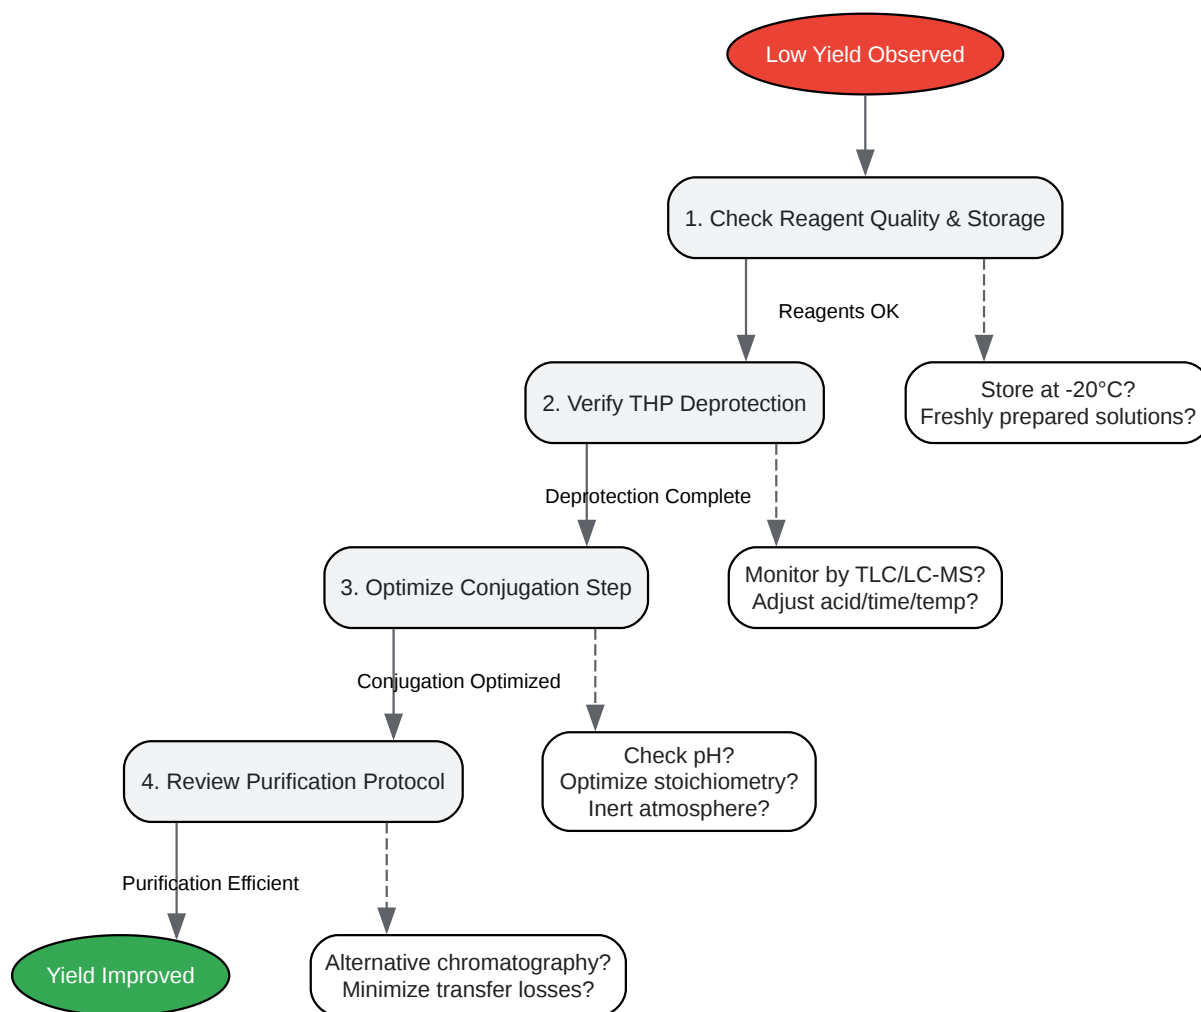 Low Yield Observed
1. Check Reagent Quality & Storage
Reagents OK
2. Verify THP Deprotection
Store at -20°C?
Freshly prepared solutions?
Deprotection Complete
3. Optimize Conjugation Step
Monitor by TLC/LC-MS?
Adjust acid/time/temp?
Conjugation Optimized
4. Review Purification Protocol
Check pH?
Optimize stoichiometry?
Inert atmosphere?
Purification Efficient
Yield Improved
Alternative chromatography?
Minimize transfer losses?